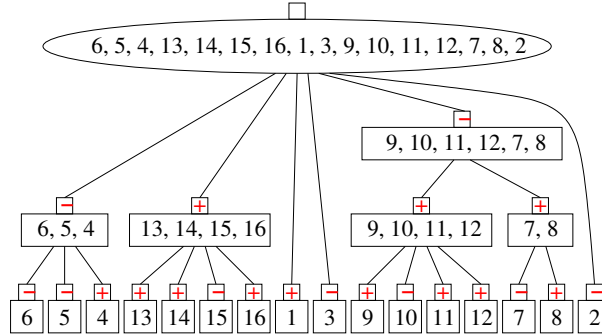 6, 5, 4, 13, 14, 15, 16, 1, 3, 9, 10, 11, 12, 7, 8, 2
−
9, 10, 11, 12, 7, 8
− + + +
6, 5, 4 13, 14, 15, 16 9, 10, 11, 12 7, 8
− − + + + − + + − + − + + − + −
6 5 4 13 14 15 16 1 3 9 10 11 12 7 8 2